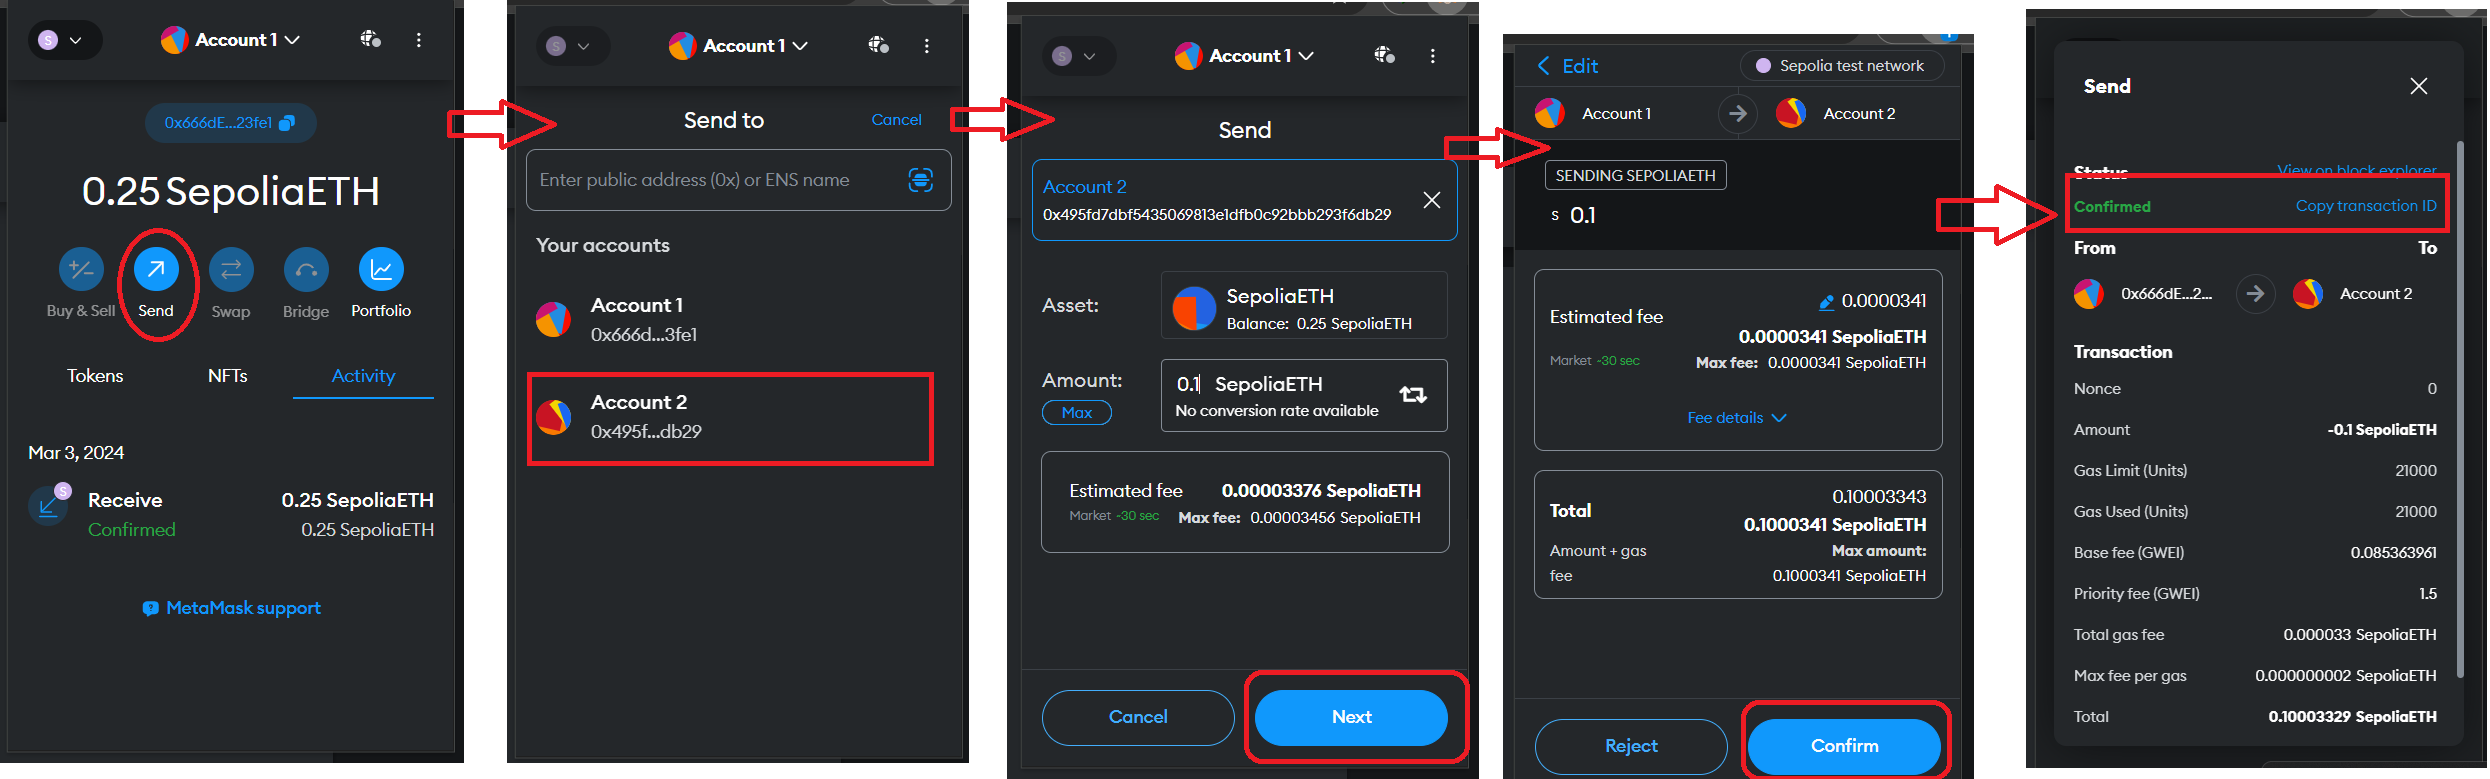 S
Account 1
0x666dE...23fe1
0.25 SepoliaETH
Buy & Sell
Send
Swap
Bridge
Portfolio
Tokens
NFTs
Activity
Mar 3, 2024
S
Receive
0.25 SepoliaETH
Confirmed
0.25 SepoliaETH
MetaMask support
S
Account 1
Send to
Cancel
Enter public address (0x) or ENS name
Your accounts
Account 1
0x666d...3fe1
Account 2
0x495f...db29
S
Account 1
Send
Account 2
0x495fd7dbf5435069813e1dfb0c92bbb293f6db29
Asset:
SepoliaETH
Balance: 0.25 SepoliaETH
Amount:
Max
0.1 SepoliaETH
No conversion rate available
Estimated fee
0.00003376 SepoliaETH
Market ~30 sec
Max fee: 0.00003456 SepoliaETH
Cancel
Next
Edit
Sepolia test network
Account 1
Account 2
SENDING SEPOLIAETH
S 0.1
Estimated fee
0.0000341
0.0000341 SepoliaETH
Market ~30 sec
Max fee: 0.0000341 SepoliaETH
Fee details
Total
0.10003343
0.1000341 SepoliaETH
Amount + gas
fee
Max amount:
0.1000341 SepoliaETH
Reject
Confirm
Send
Status
View on block explorer
Confirmed
Copy transaction ID
From
To
0x666dE...2...
Account 2
Transaction
Nonce
0
Amount
-0.1 SepoliaETH
Gas Limit (Units)
21000
Gas Used (Units)
21000
Base fee (GWEI)
0.085363961
Priority fee (GWEI)
1.5
Total gas fee
0.000033 SepoliaETH
Max fee per gas
0.000000002 SepoliaETH
Total
0.10003329 SepoliaETH